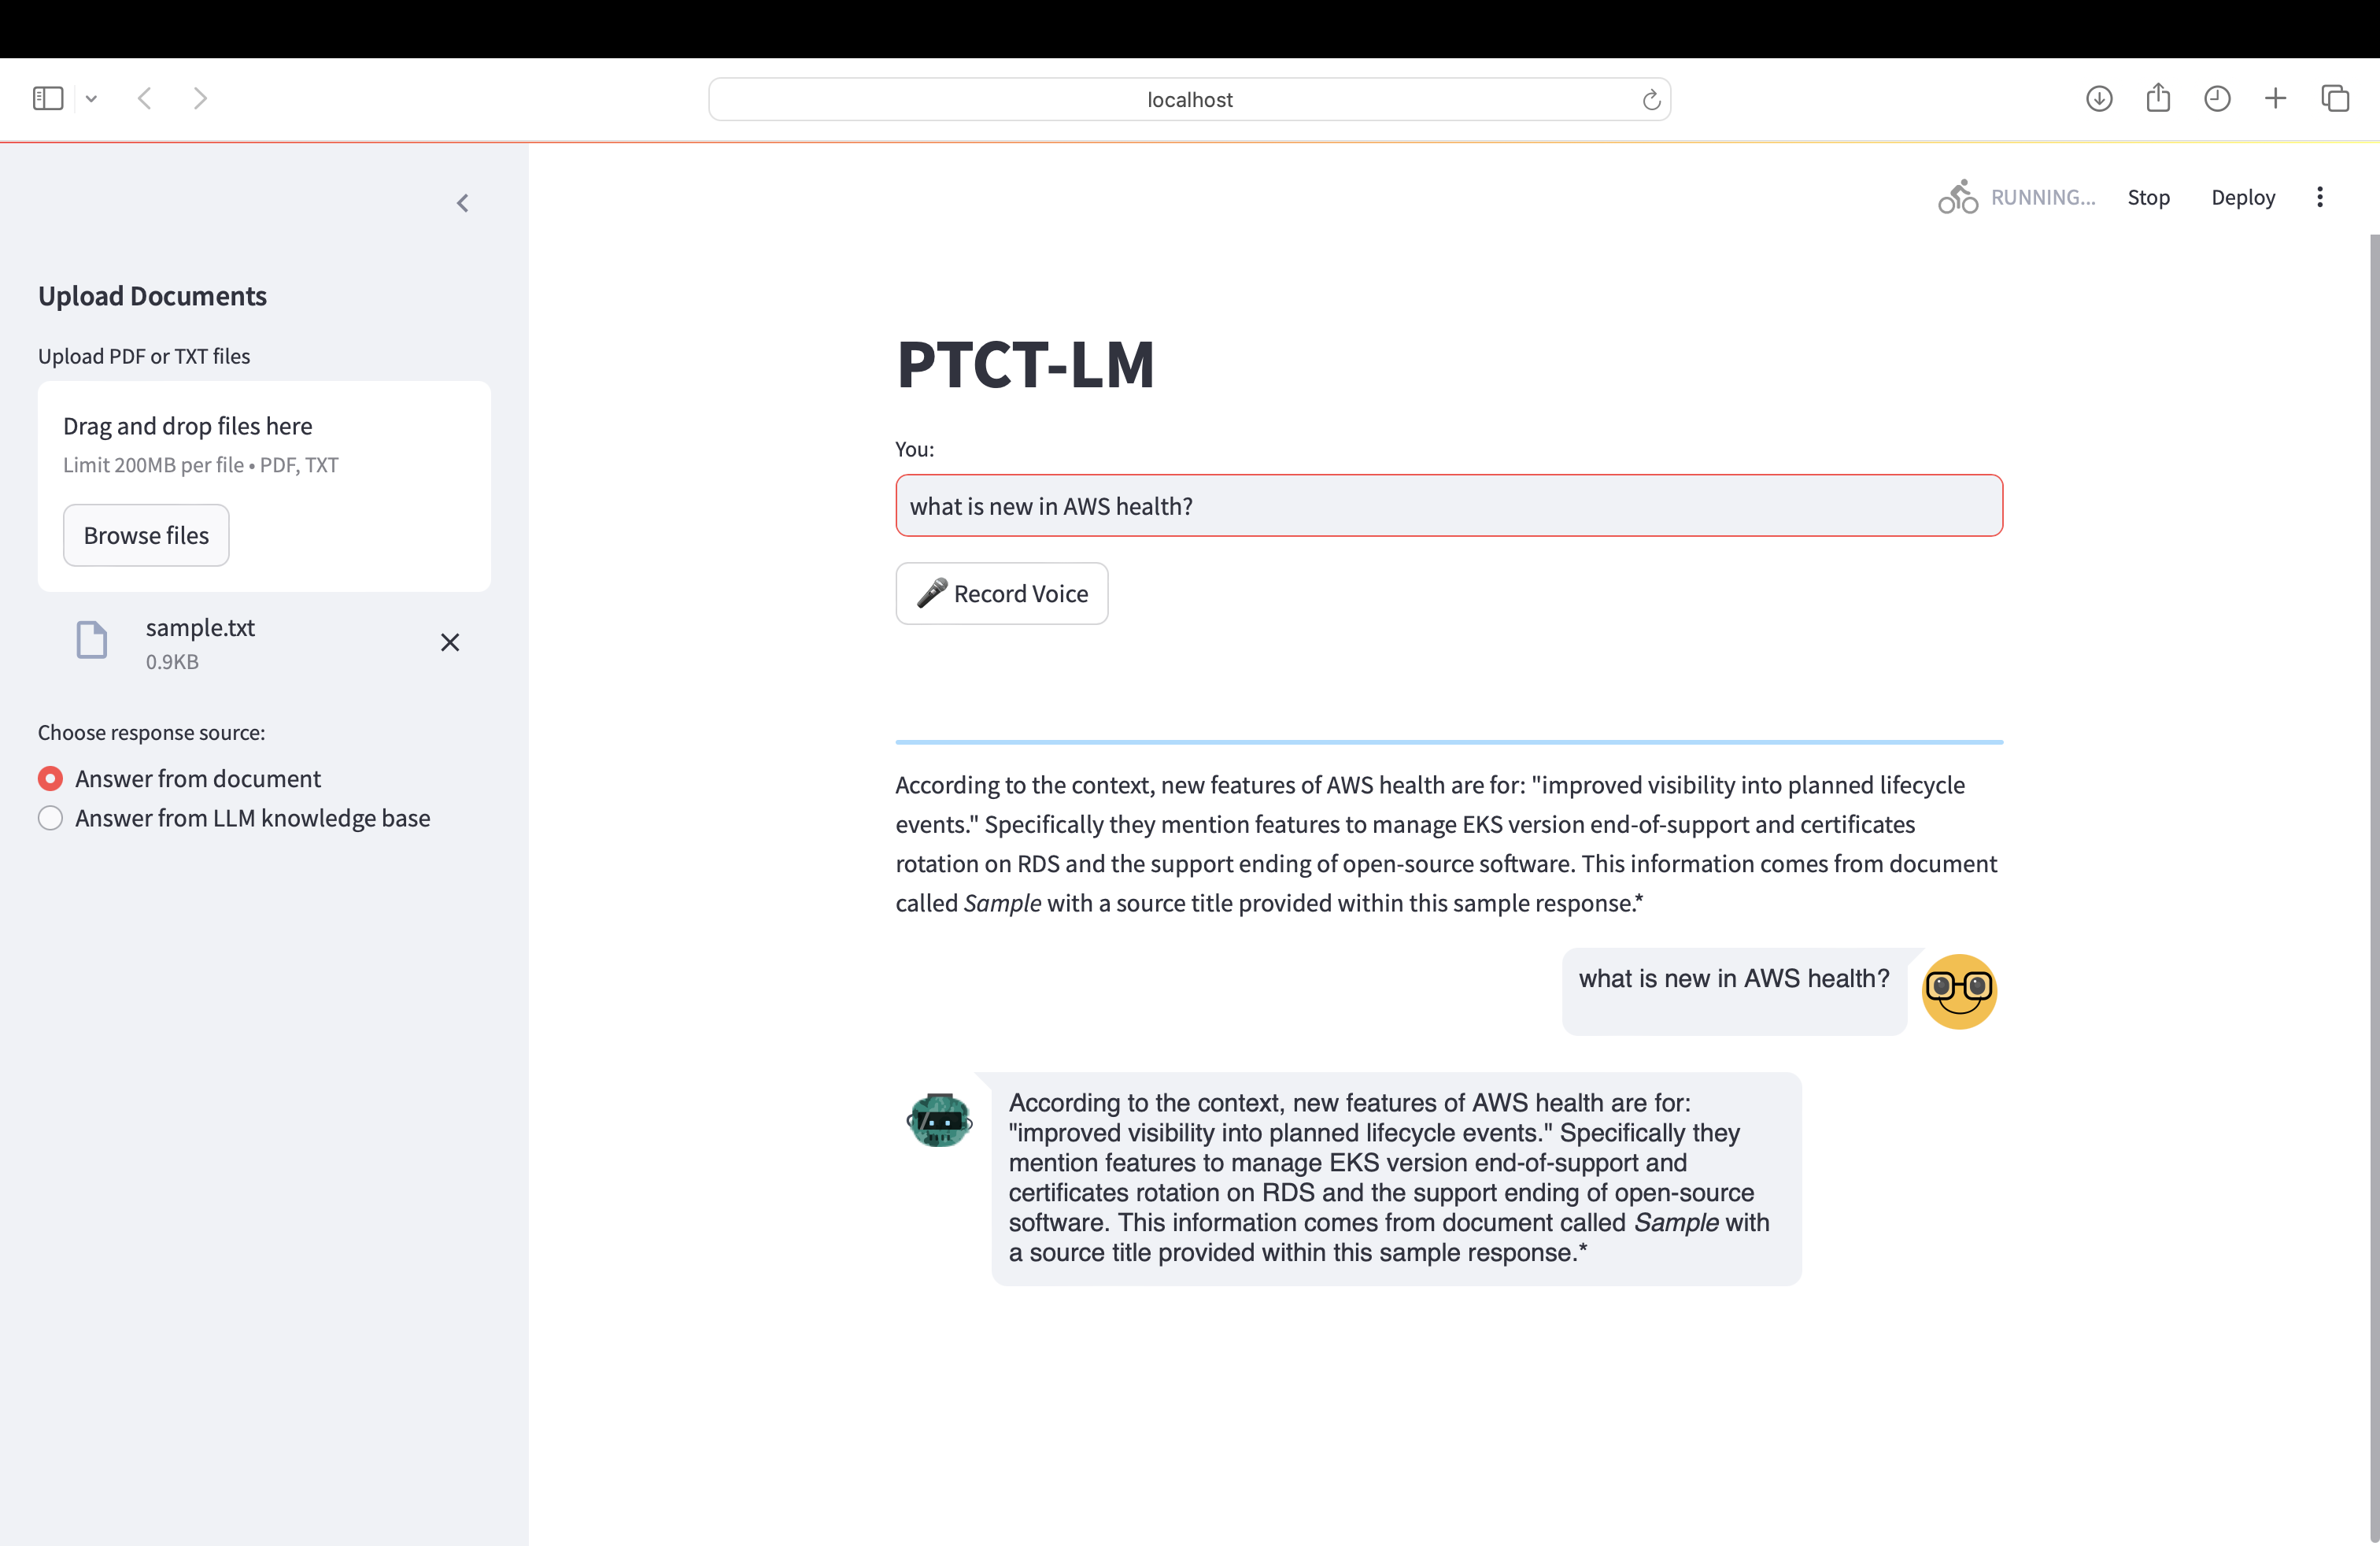 localhost
RUNNING...
Stop
Deploy
Upload Documents
Upload PDF or TXT files
Drag and drop files here
Limit 200MB per file • PDF, TXT
Browse files
sample.txt
0.9KB
Choose response source:
Answer from document
Answer from LLM knowledge base
PTCT-LM
You:
what is new in AWS health?
Record Voice
According to the context, new features of AWS health are for: "improved visibility into planned lifecycle
events." Specifically they mention features to manage EKS version end-of-support and certificates
rotation on RDS and the support ending of open-source software. This information comes from document
called Sample with a source title provided within this sample response.*
what is new in AWS health?
According to the context, new features of AWS health are for:
"improved visibility into planned lifecycle events." Specifically they
mention features to manage EKS version end-of-support and
certificates rotation on RDS and the support ending of open-source
software. This information comes from document called Sample with
a source title provided within this sample response.*